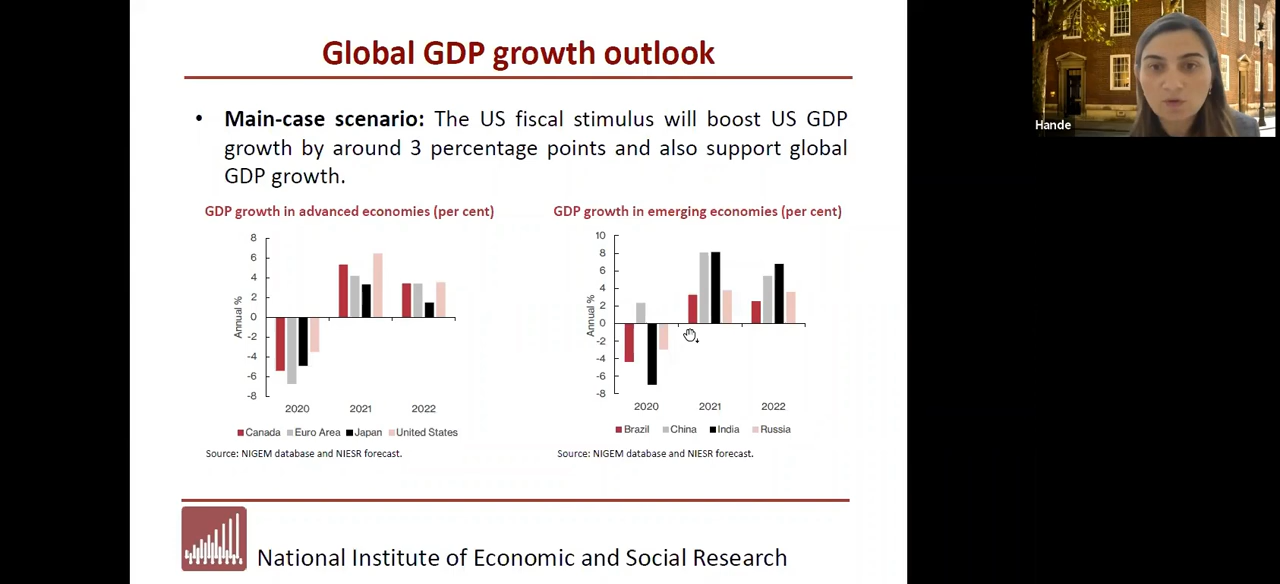 Global GDP growth outlook
• Main-case scenario: The US fiscal stimulus will boost US GDP
growth by around 3 percentage points and also support global
GDP growth.
GDP growth in advanced economies (per cent)
8
6
4
2
0
-2
-4
-6
-8
Annual %
2020 2021 2022
Canada Euro Area Japan United States
Source: NIGEM database and NIESR forecast.
GDP growth in emerging economies (per cent)
10
8
6
4
2
0
-2
-4
-6
-8
Annual %
2020 2021 2022
Brazil China India Russia
Source: NIGEM database and NIESR forecast.
National Institute of Economic and Social Research
Hande